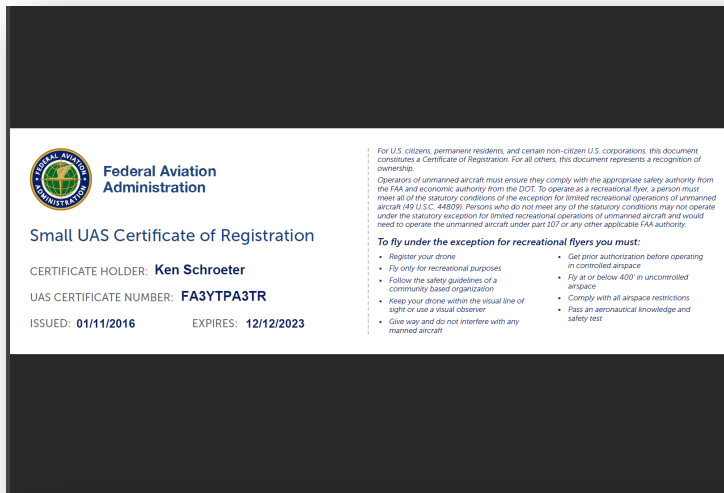 FEDERAL AVIATION
ADMINISTRATION
Federal Aviation
Administration
Small UAS Certificate of Registration
CERTIFICATE HOLDER: Ken Schroeter
UAS CERTIFICATE NUMBER: FA3YTPA3TR
ISSUED: 01/11/2016 EXPIRES: 12/12/2023
For U.S. citizens, permanent residents, and certain non-citizen U.S. corporations, this document
constitutes a Certificate of Registration. For all others, this document represents a recognition of
ownership.
Operators of unmanned aircraft must ensure they comply with the appropriate safety authority from
the FAA and economic authority from the DOT. To operate as a recreational flyer, a person must
meet all of the statutory conditions of the exception for limited recreational operations of unmanned
aircraft (49 U.S.C. 44809). Persons who do not meet any of the statutory conditions may not operate
under the statutory exception for limited recreational operations of unmanned aircraft and would
need to operate the unmanned aircraft under part 107 or any other applicable FAA authority.
To fly under the exception for recreational flyers you must:
• Register your drone
• Fly only for recreational purposes
• Follow the safety guidelines of a
community based organization
• Keep your drone within the visual line of
sight or use a visual observer
• Give way and do not interfere with any
manned aircraft
• Get prior authorization before operating
in controlled airspace
• Fly at or below 400' in uncontrolled
airspace
• Comply with all airspace restrictions
• Pass an aeronautical knowledge and
safety test